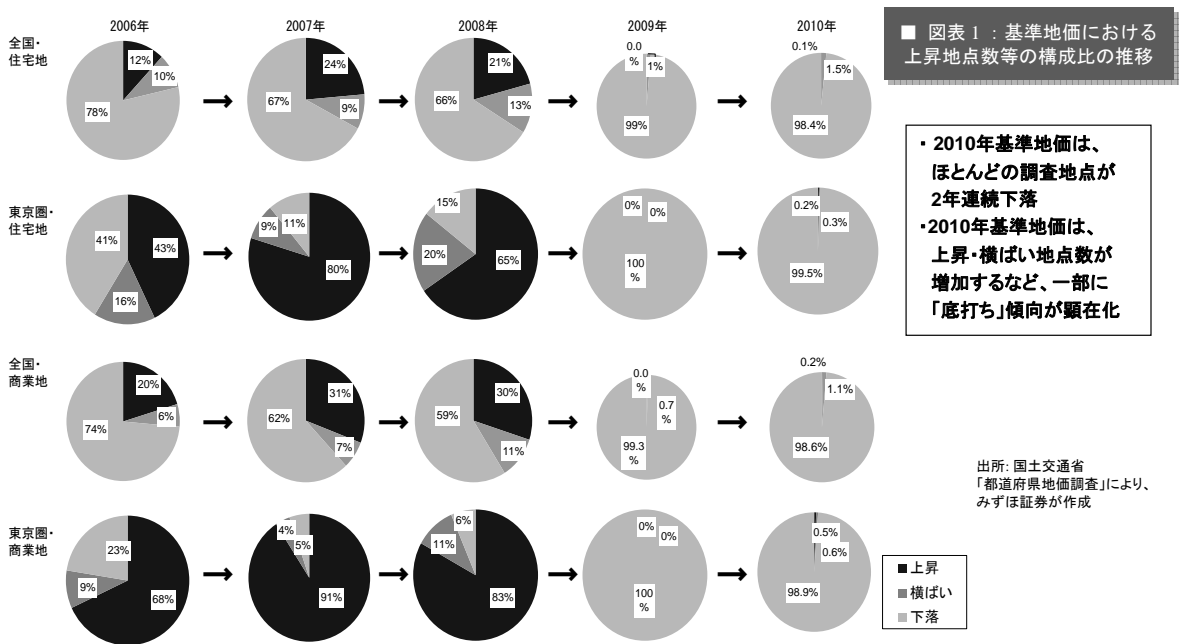 2006年
2007年
2008年
2009年
2010年
■ 図表 1 ：基準地価における
上昇地点数等の構成比の推移
全国・
住宅地
12%
10%
78%
24%
9%
67%
21%
13%
66%
0.0
%
1%
99%
0.1%
1.5%
98.4%
・ 2010年基準地価は、
ほとんどの調査地点が
2年連続下落
・2010年基準地価は、
上昇・横ばい地点数が
増加するなど、一部に
「底打ち」傾向が顕在化
東京圏・
住宅地
41%
43%
16%
9%
11%
80%
15%
20%
65%
0%
0%
100
%
0.2%
0.3%
99.5%
全国・
商業地
20%
6%
74%
31%
7%
62%
30%
11%
59%
0.0
%
0.7
%
99.3
%
0.2%
1.1%
98.6%
出所: 国土交通省
「都道府県地価調査」により、
みずほ証券が作成
東京圏・
商業地
23%
9%
68%
4%
5%
91%
6%
11%
83%
0%
0%
100
%
0.5%
0.6%
98.9%
■上昇
■横ばい
■下落